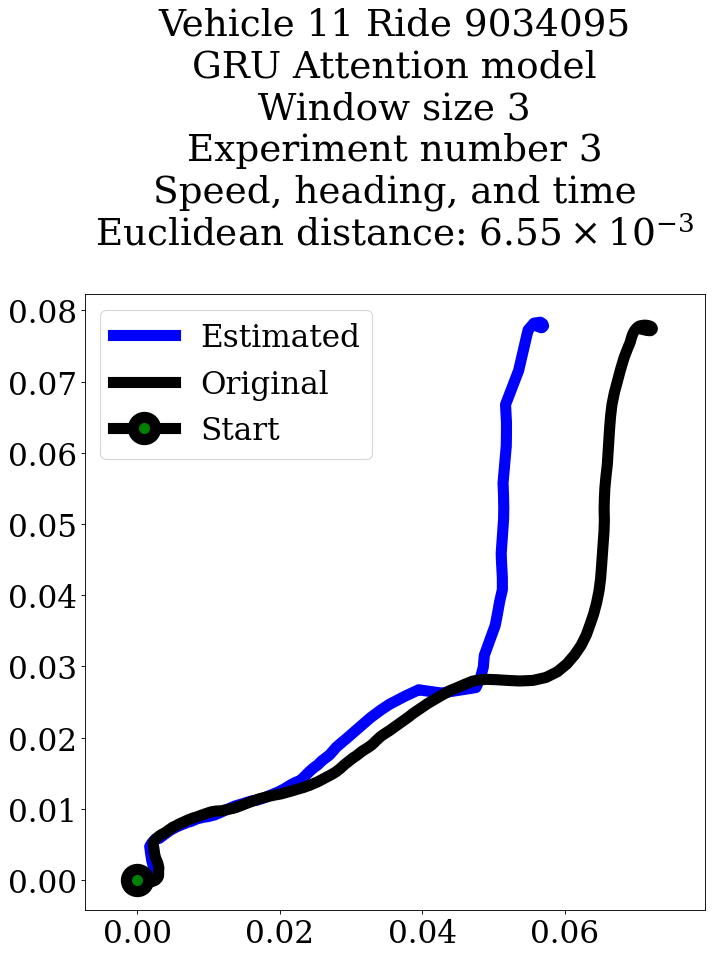 Vehicle 11 Ride 9034095
GRU Attention model
Window size 3
Experiment number 3
Speed, heading, and time
Euclidean distance: 6.55 × 10⁻³
Estimated
Original
Start
0.08
0.07
0.06
0.05
0.04
0.03
0.02
0.01
0.00
0.00 0.02 0.04 0.06